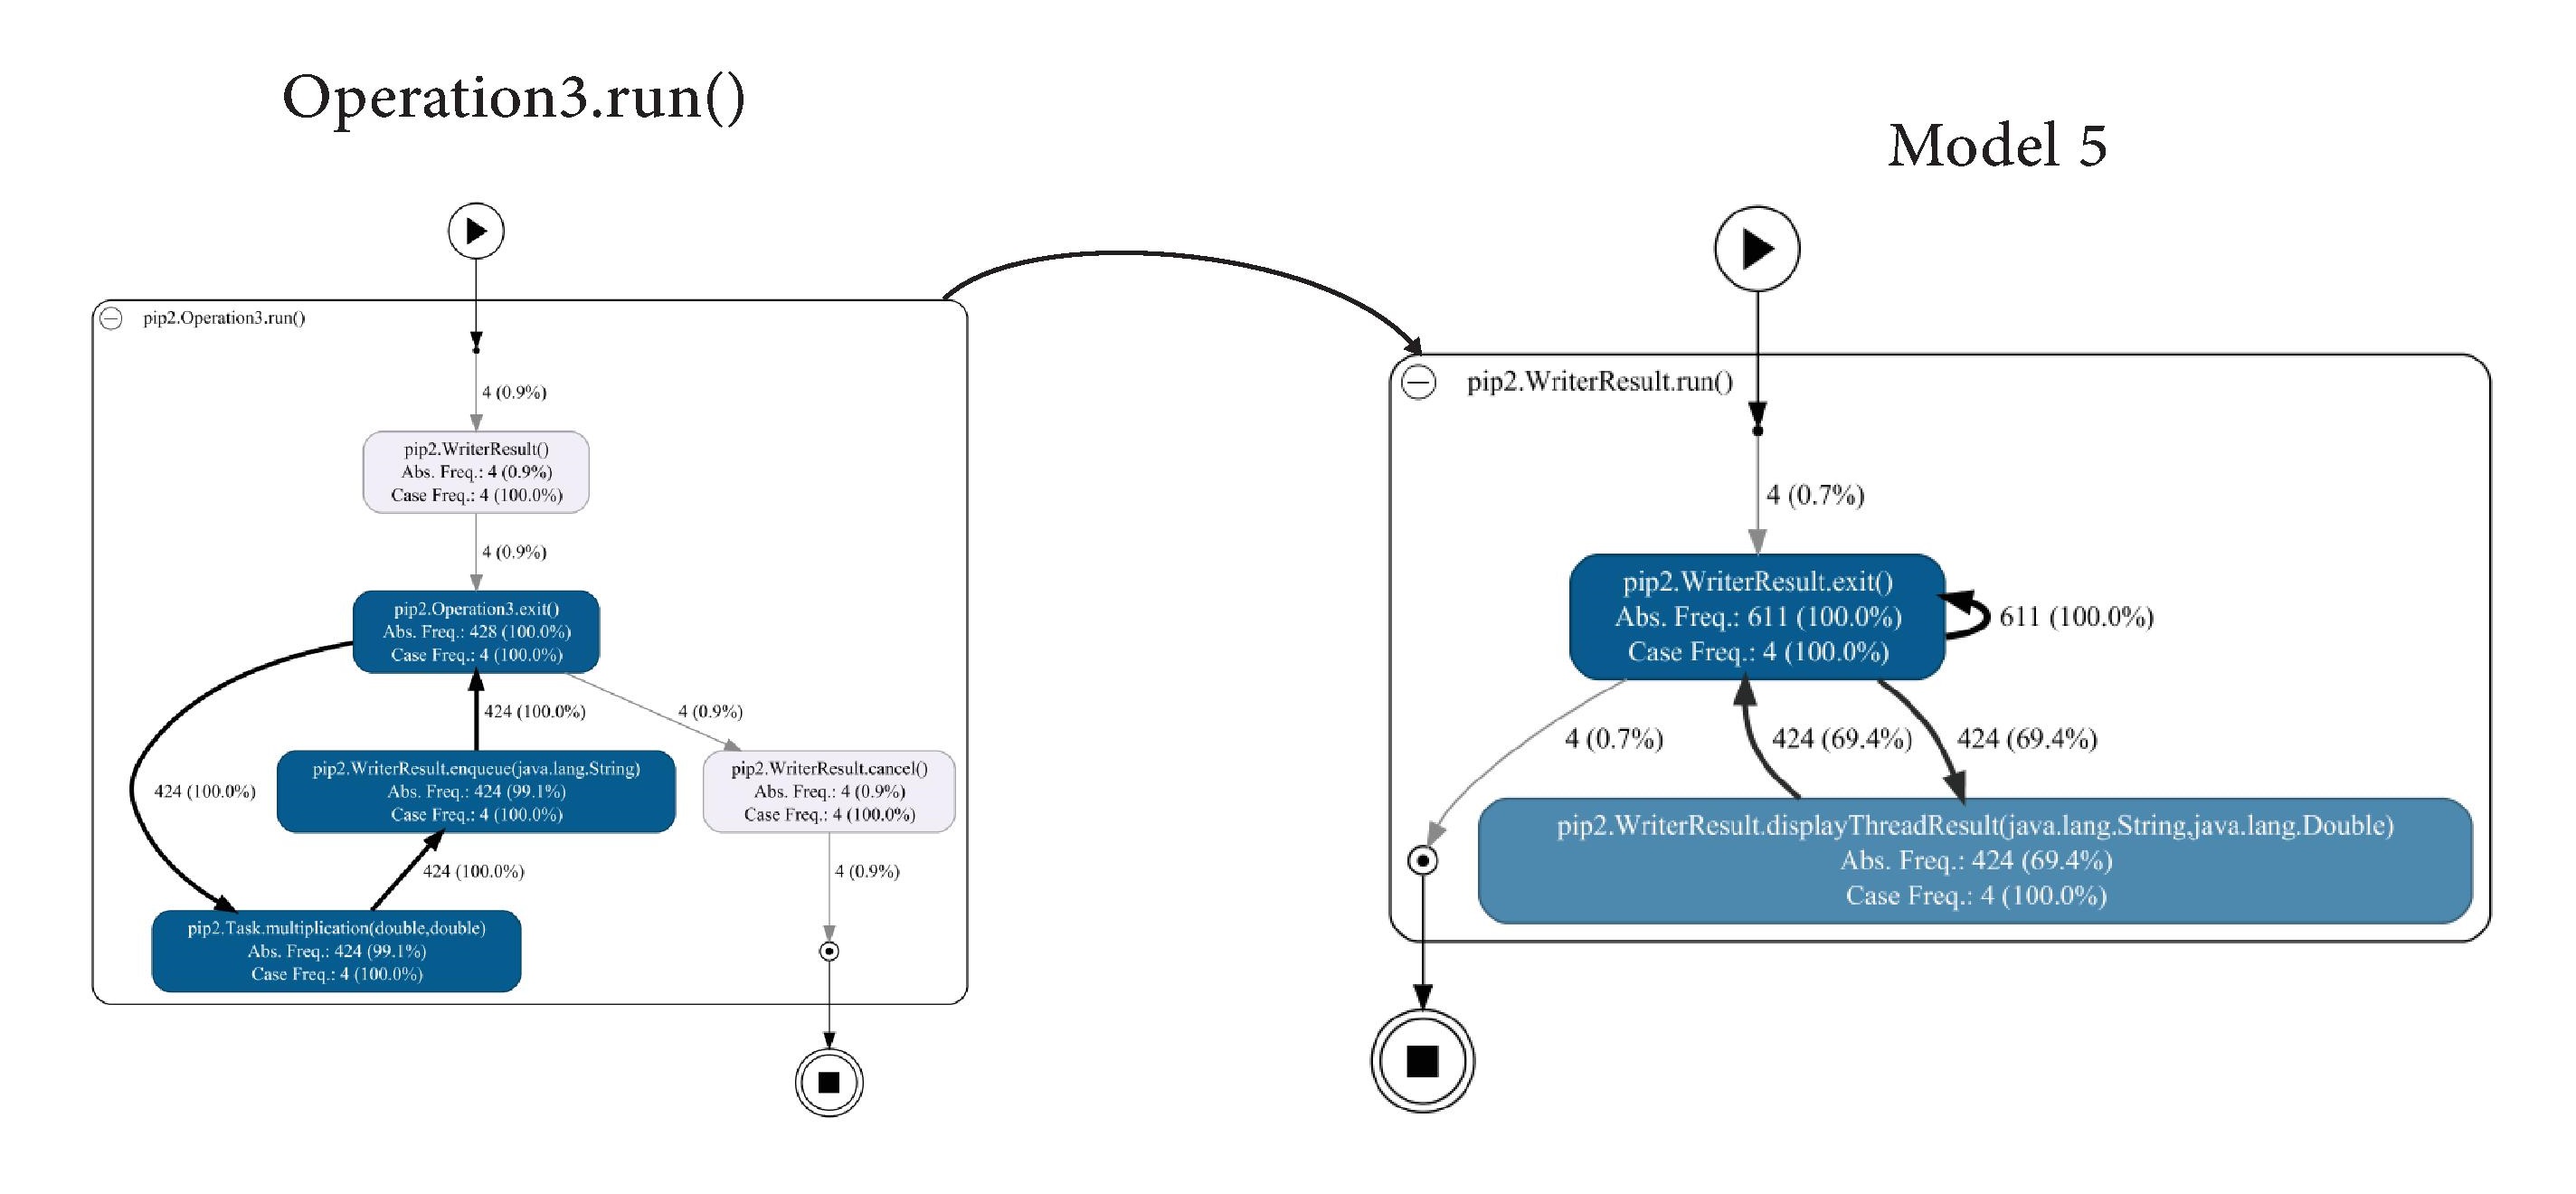 Operation3.run()
pip2.Operation3.run()
4 (0.9%)
pip2.WriterResult()
Abs. Freq.: 4 (0.9%)
Case Freq.: 4 (100.0%)
4 (0.9%)
pip2.Operation3.exit()
Abs. Freq.: 428 (100.0%)
Case Freq.: 4 (100.0%)
424 (100.0%)
4 (0.9%)
pip2.WriterResult.enqueue(java.lang.String)
Abs. Freq.: 424 (99.1%)
Case Freq.: 4 (100.0%)
pip2.WriterResult.cancel()
Abs. Freq.: 4 (0.9%)
Case Freq.: 4 (100.0%)
424 (100.0%)
424 (100.0%)
4 (0.9%)
pip2.Task.multiplication(double,double)
Abs. Freq.: 424 (99.1%)
Case Freq.: 4 (100.0%)
Model 5
pip2.WriterResult.run()
4 (0.7%)
pip2.WriterResult.exit()
Abs. Freq.: 611 (100.0%)
Case Freq.: 4 (100.0%)
611 (100.0%)
4 (0.7%)
424 (69.4%)
424 (69.4%)
pip2.WriterResult.displayThreadResult(java.lang.String,java.lang.Double)
Abs. Freq.: 424 (69.4%)
Case Freq.: 4 (100.0%)